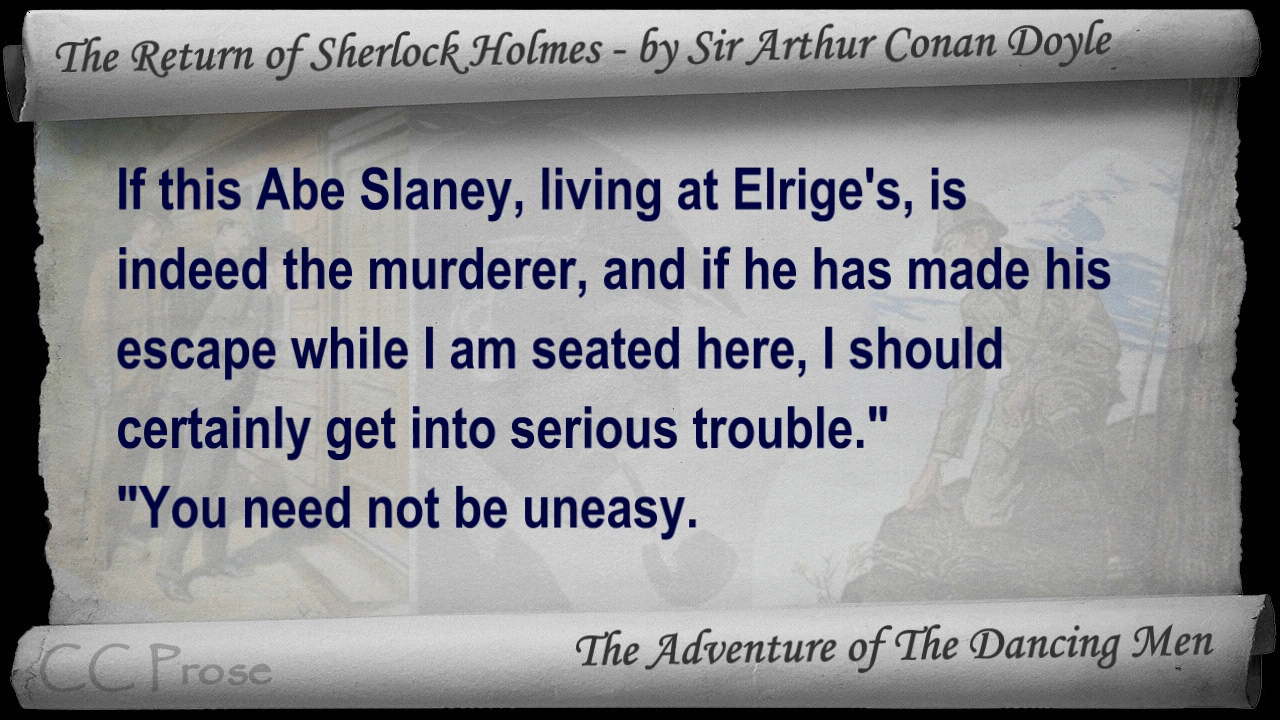 The Return of Sherlock Holmes - by Sir Arthur Conan Doyle
If this Abe Slaney, living at Elrige's, is
indeed the murderer, and if he has made his
escape while I am seated here, I should
certainly get into serious trouble."
"You need not be uneasy.
The Adventure of The Dancing Men
CC Prose